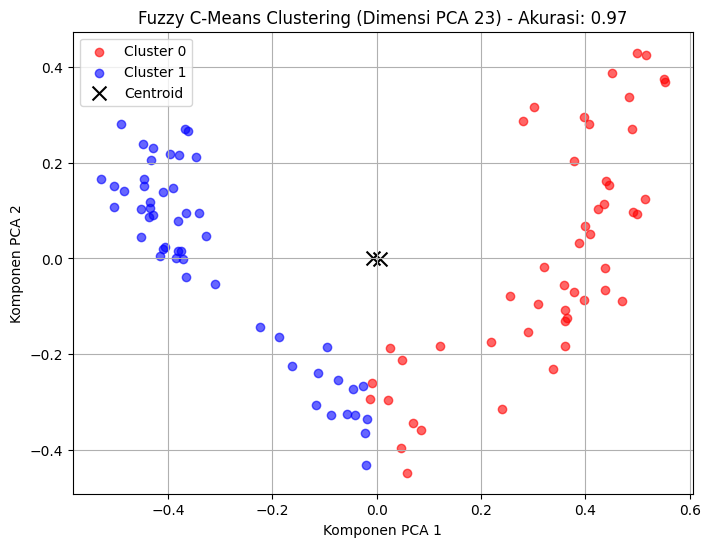 Fuzzy C-Means Clustering (Dimensi PCA 23) - Akurasi: 0.97
Cluster 0
Cluster 1
Centroid
Komponen PCA 2
0.4
0.2
0.0
−0.2
−0.4
−0.4
−0.2
0.0
0.2
0.4
0.6
Komponen PCA 1